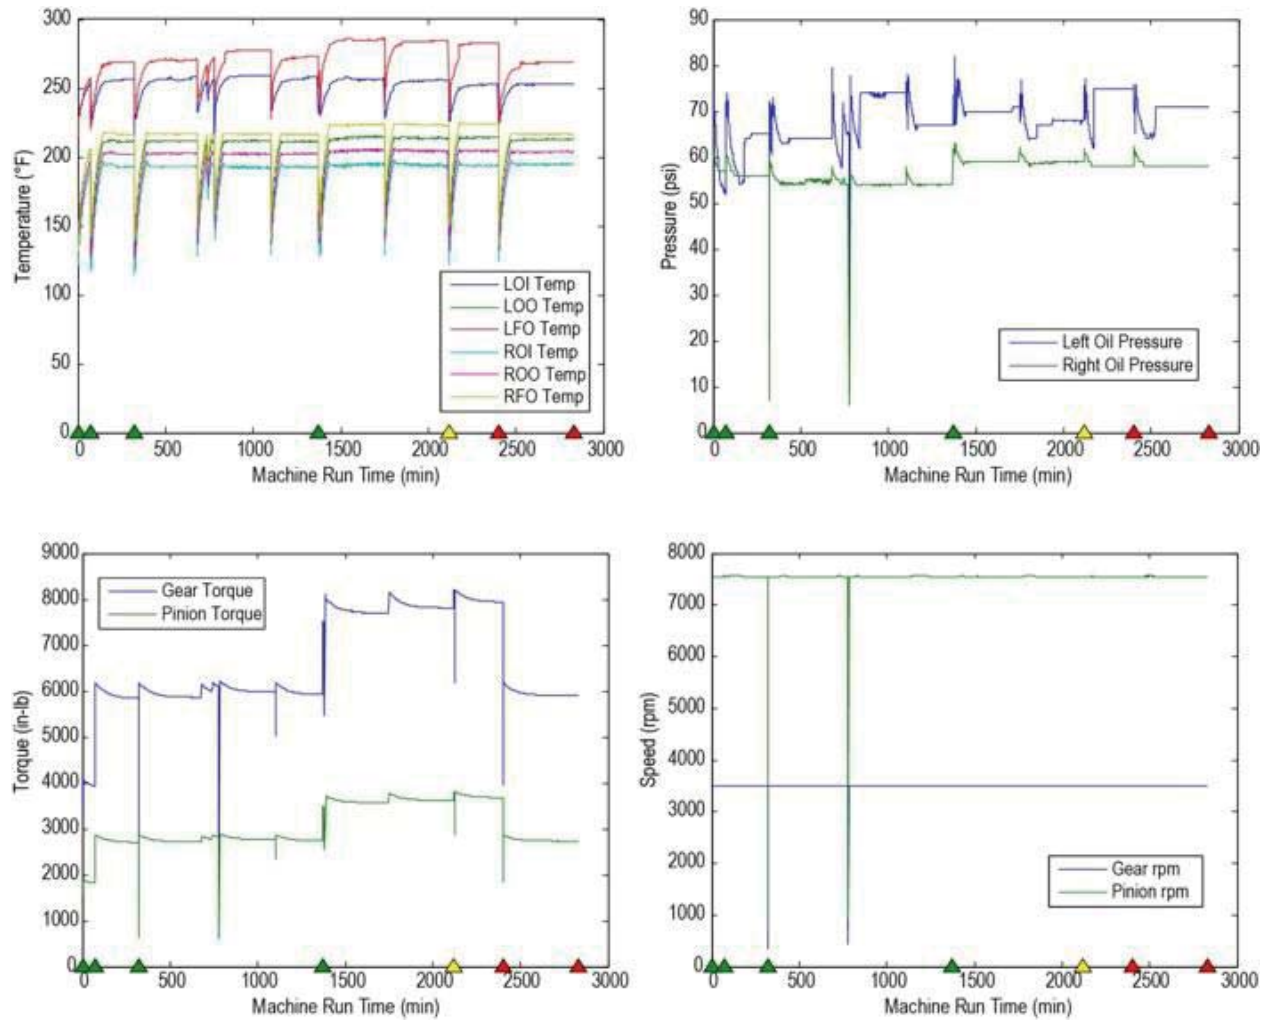 300
250
200
150
100
50
0
Temperature (°F)
LOI Temp
LOO Temp
LFO Temp
ROI Temp
ROO Temp
RFO Temp
0 500 1000 1500 2000 2500 3000
Machine Run Time (min)
90
80
70
60
50
40
30
20
10
0
Pressure (psi)
Left Oil Pressure
Right Oil Pressure
0 500 1000 1500 2000 2500 3000
Machine Run Time (min)
9000
8000
7000
6000
5000
4000
3000
2000
1000
0
Torque (in-lb)
Gear Torque
Pinion Torque
0 500 1000 1500 2000 2500 3000
Machine Run Time (min)
8000
7000
6000
5000
4000
3000
2000
1000
0
Speed (rpm)
Gear rpm
Pinion rpm
0 500 1000 1500 2000 2500 3000
Machine Run Time (min)